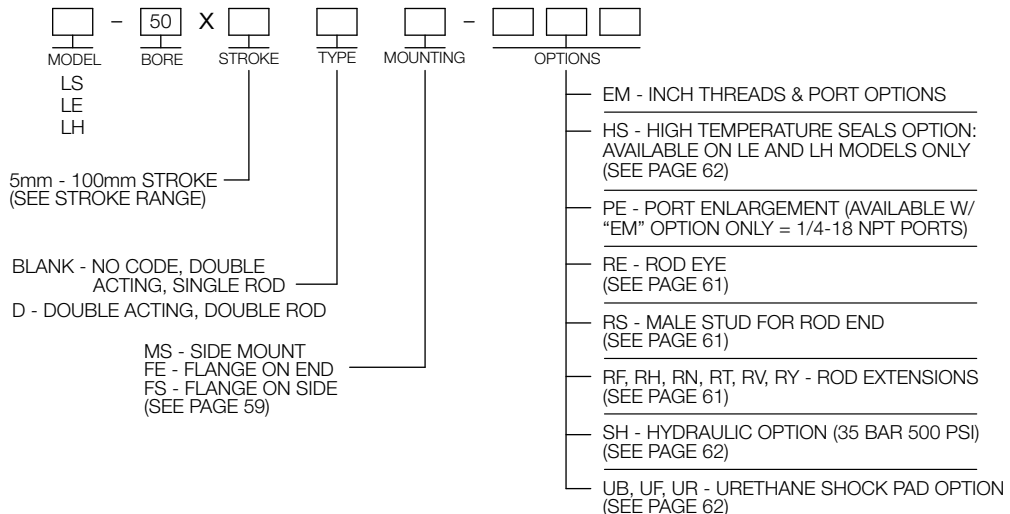 - 50 X -
MODEL BORE STROKE TYPE MOUNTING OPTIONS
LS
LE
LH
5mm - 100mm STROKE
(SEE STROKE RANGE)
BLANK - NO CODE, DOUBLE
ACTING, SINGLE ROD
D - DOUBLE ACTING, DOUBLE ROD
MS - SIDE MOUNT
FE - FLANGE ON END
FS - FLANGE ON SIDE
(SEE PAGE 59)
EM - INCH THREADS & PORT OPTIONS
HS - HIGH TEMPERATURE SEALS OPTION:
AVAILABLE ON LE AND LH MODELS ONLY
(SEE PAGE 62)
PE - PORT ENLARGEMENT (AVAILABLE W/
“EM” OPTION ONLY = 1/4-18 NPT PORTS)
RE - ROD EYE
(SEE PAGE 61)
RS - MALE STUD FOR ROD END
(SEE PAGE 61)
RF, RH, RN, RT, RV, RY - ROD EXTENSIONS
(SEE PAGE 61)
SH - HYDRAULIC OPTION (35 BAR 500 PSI)
(SEE PAGE 62)
UB, UF, UR - URETHANE SHOCK PAD OPTION
(SEE PAGE 62)